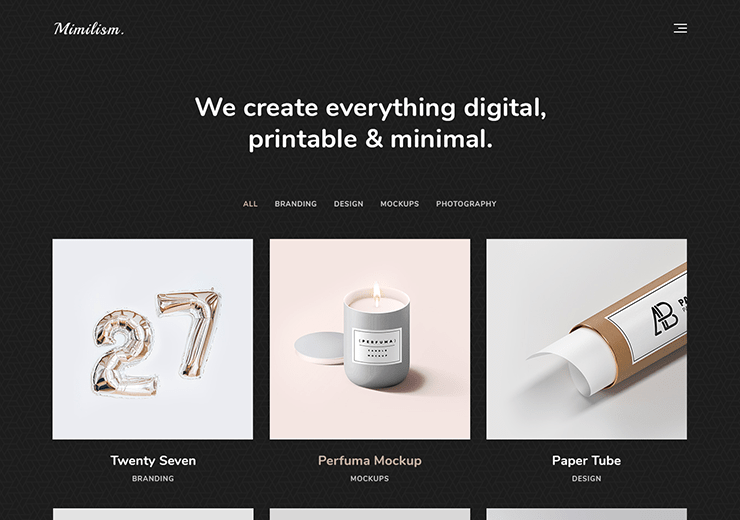 Mimilism.
We create everything digital,
printable & minimal.
ALL BRANDING DESIGN MOCKUPS PHOTOGRAPHY
27
(PERFUMA)
CANDLE
MOCKUP
Twenty Seven
Perfuma Mockup
Paper Tube
BRANDING
MOCKUPS
DESIGN